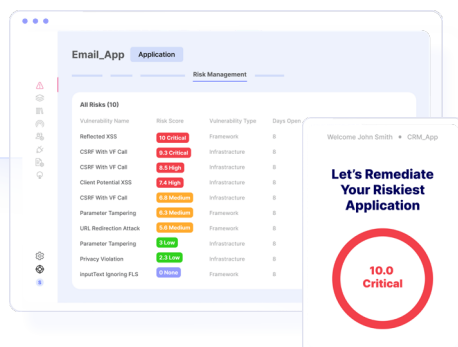 Email_App Application
Risk Management
All Risks (10)
Vulnerability Name Risk Score Vulnerability Type Days Open
Reflected XSS 10 Critical Framework 8
CSRF With VF Call 9.3 Critical Infrastructure 8
CSRF With VF Call 8.5 High Infrastructure 8
Client Potential XSS 7.4 High Infrastructure 8
CSRF With VF Call 6.8 Medium Infrastructure 8
Parameter Tampering 5.3 Medium Framework 8
URL Redirection Attack 5.8 Medium Infrastructure 8
Parameter Tampering 3 Low Infrastructure 8
Privacy Violation 2.3 Low Infrastructure 8
inputText Ignoring FLS 0 None Framework 8
Welcome John Smith • CRM_App
Let's Remediate
Your Riskiest
Application
10.0
Critical